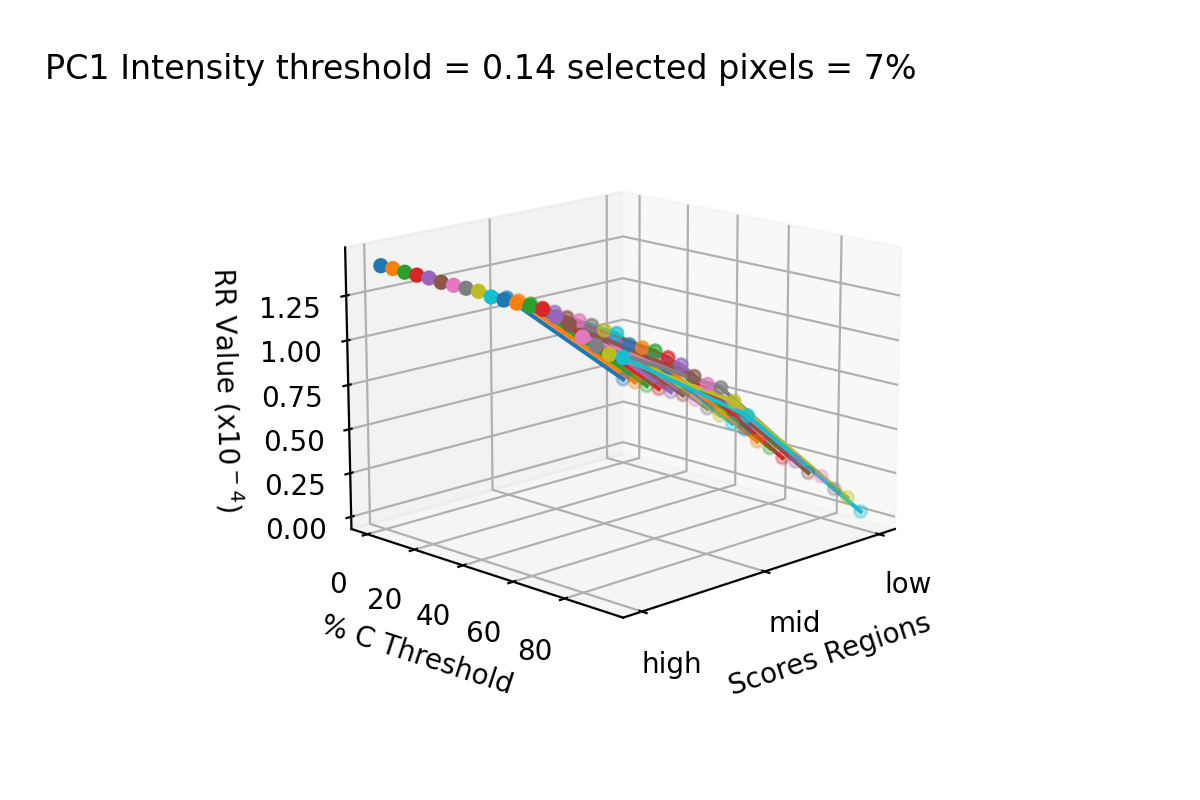 PC1 Intensity threshold = 0.14 selected pixels = 7%
RR Value (x10⁻⁴)
1.25
1.00
0.75
0.50
0.25
0.00
0
20
40
60
80
% C Threshold
high
mid
low
Scores Regions